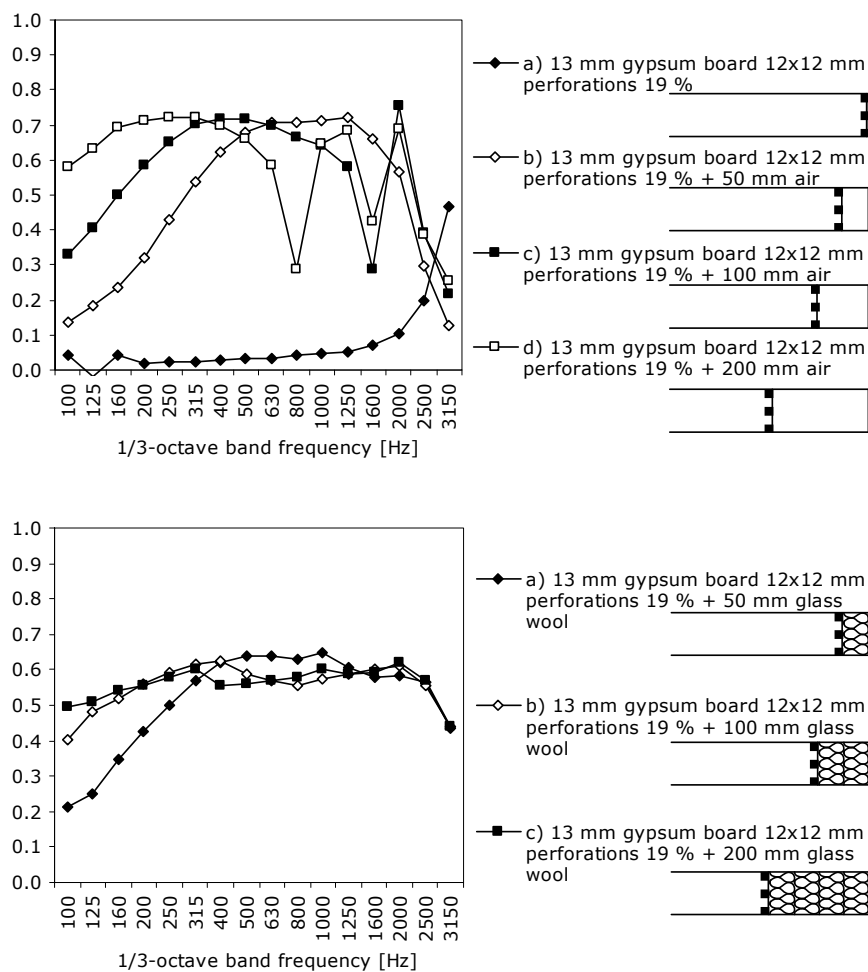 1.0
0.9
0.8
0.7
0.6
0.5
0.4
0.3
0.2
0.1
0.0
100
125
160
200
250
315
400
500
630
800
1000
1250
1600
2000
2500
3150
1/3-octave band frequency [Hz]
a) 13 mm gypsum board 12x12 mm
perforations 19 %
b) 13 mm gypsum board 12x12 mm
perforations 19 % + 50 mm air
c) 13 mm gypsum board 12x12 mm
perforations 19 % + 100 mm air
d) 13 mm gypsum board 12x12 mm
perforations 19 % + 200 mm air
1.0
0.9
0.8
0.7
0.6
0.5
0.4
0.3
0.2
0.1
0.0
100
125
160
200
250
315
400
500
630
800
1000
1250
1600
2000
2500
3150
1/3-octave band frequency [Hz]
a) 13 mm gypsum board 12x12 mm
perforations 19 % + 50 mm glass
wool
b) 13 mm gypsum board 12x12 mm
perforations 19 % + 100 mm glass
wool
c) 13 mm gypsum board 12x12 mm
perforations 19 % + 200 mm glass
wool